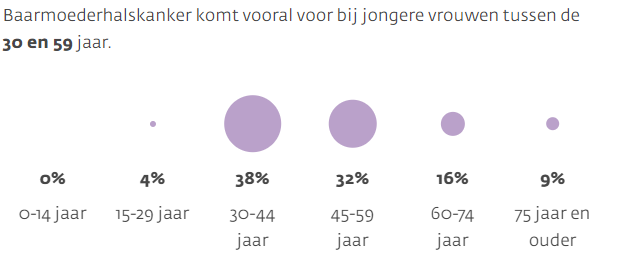 Baarmoederhalskanker komt vooral voor bij jongere vrouwen tussen de
30 en 59 jaar.
0% 4% 38% 32% 16% 9%
0-14 jaar 15-29 jaar 30-44 45-59 60-74 75 jaar en
jaar jaar jaar ouder